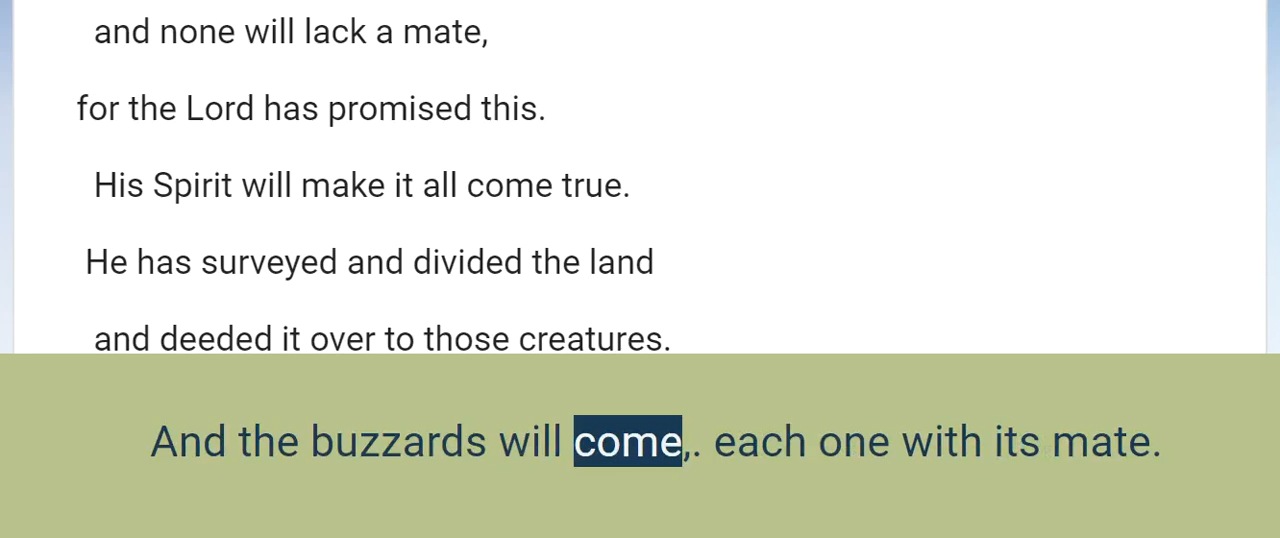 and none will lack a mate,
for the Lord has promised this.
His Spirit will make it all come true.
He has surveyed and divided the land
and deeded it over to those creatures.
And the buzzards will come,. each one with its mate.